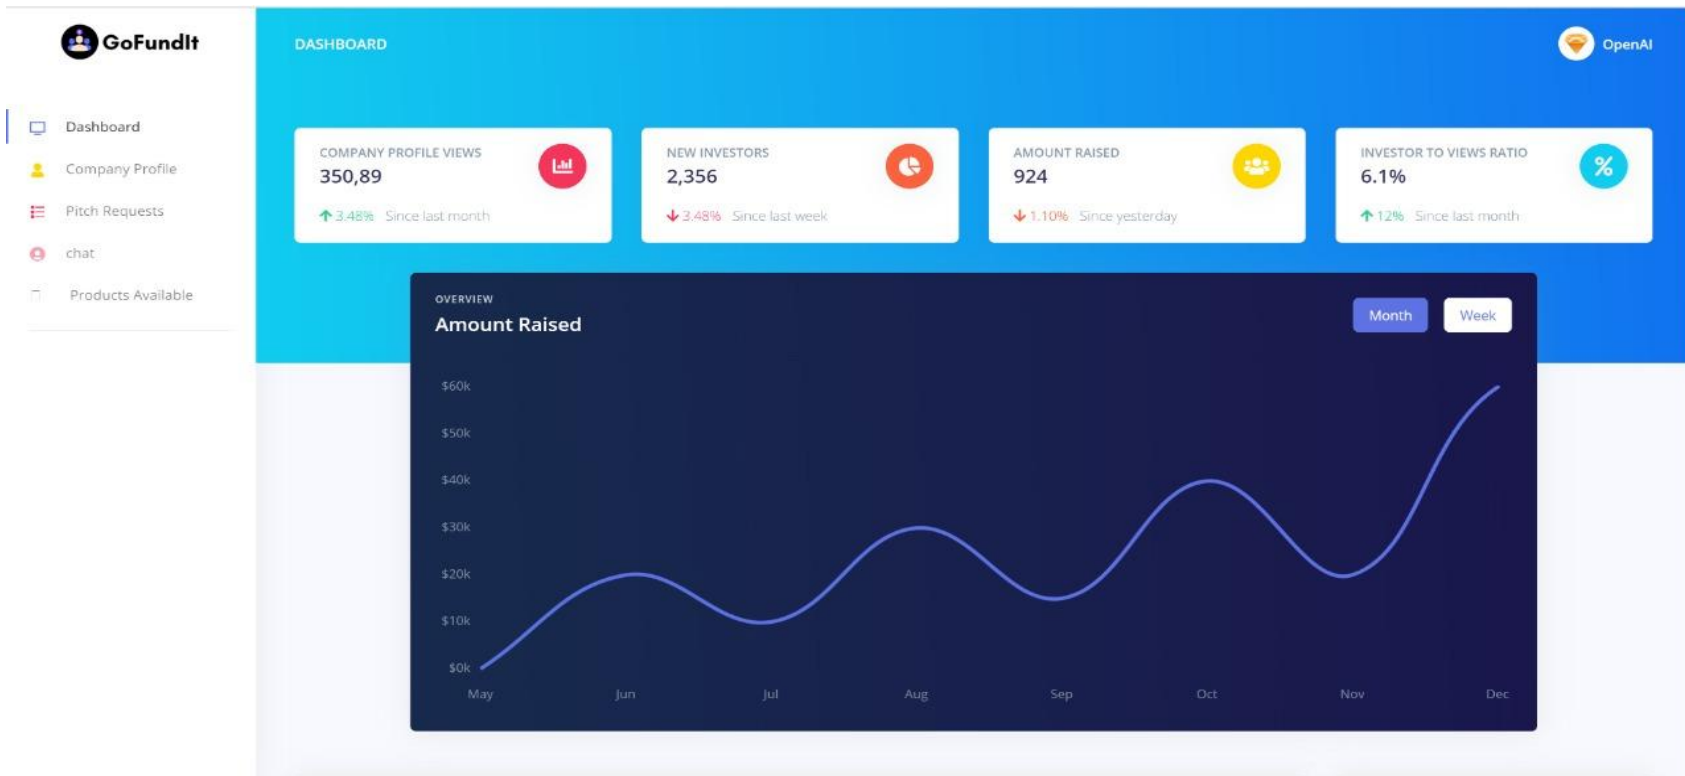 GoFundIt
DASHBOARD
OpenAI
Dashboard
Company Profile
Pitch Requests
chat
Products Available
COMPANY PROFILE VIEWS
350,89
3.48% Since last month
NEW INVESTORS
2,356
3.48% Since last week
AMOUNT RAISED
924
1.10% Since yesterday
INVESTOR TO VIEWS RATIO
6.1%
%
12% Since last month
OVERVIEW
Amount Raised
Month Week
$60k
$50k
$40k
$30k
$20k
$10k
$0k
May Jun Jul Aug Sep Oct Nov Dec